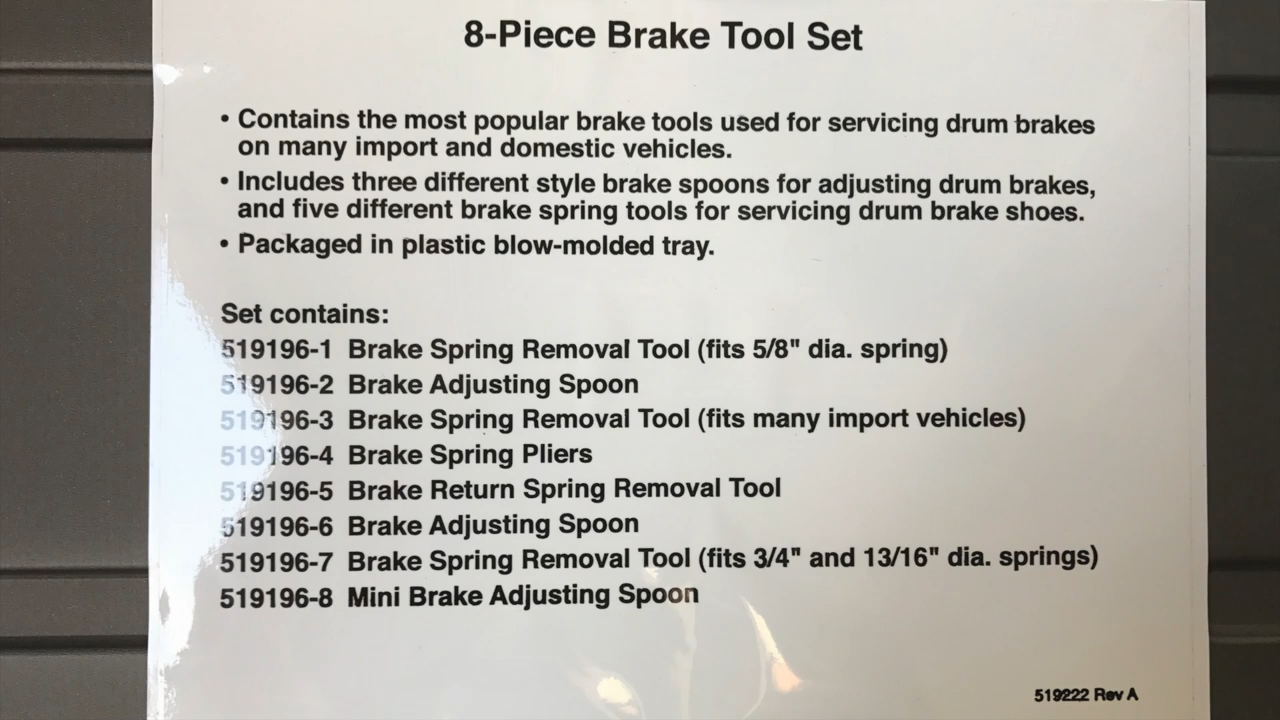 8-Piece Brake Tool Set
• Contains the most popular brake tools used for servicing drum brakes
on many import and domestic vehicles.
• Includes three different style brake spoons for adjusting drum brakes,
and five different brake spring tools for servicing drum brake shoes.
• Packaged in plastic blow-molded tray.
Set contains:
519196-1 Brake Spring Removal Tool (fits 5/8" dia. spring)
519196-2 Brake Adjusting Spoon
519196-3 Brake Spring Removal Tool (fits many import vehicles)
519196-4 Brake Spring Pliers
519196-5 Brake Return Spring Removal Tool
519196-6 Brake Adjusting Spoon
519196-7 Brake Spring Removal Tool (fits 3/4" and 13/16" dia. springs)
519196-8 Mini Brake Adjusting Spoon
519222 Rev A